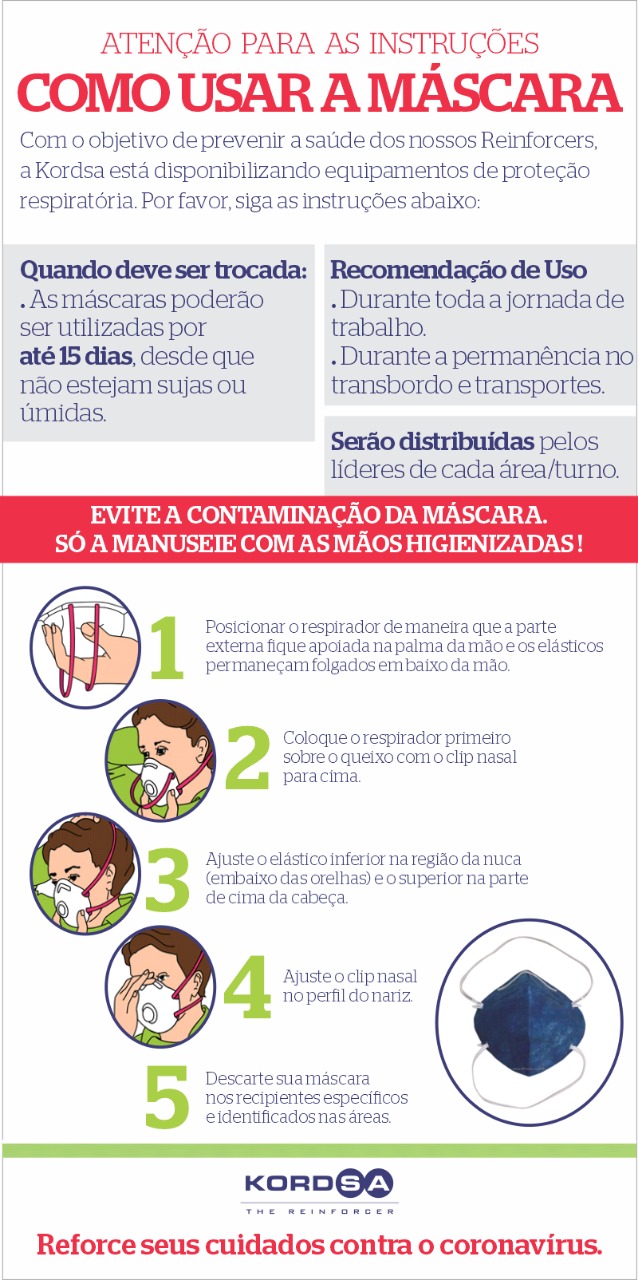 ATENÇÃO PARA AS INSTRUÇÕES
COMO USAR A MÁSCARA
Com o objetivo de prevenir a saúde dos nossos Reinforcers,
a Kordsa está disponibilizando equipamentos de proteção
respiratória. Por favor, siga as instruções abaixo:
Quando deve ser trocada:
. As máscaras poderão
ser utilizadas por
até 15 dias, desde que
não estejam sujas ou
úmidas.
Recomendação de Uso
. Durante toda a jornada de
trabalho.
. Durante a permanência no
transbordo e transportes.
Serão distribuídas pelos
líderes de cada área/turno.
EVITE A CONTAMINAÇÃO DA MÁSCARA.
SÓ A MANUSEIE COM AS MÃOS HIGIENIZADAS !
1
Posicionar o respirador de maneira que a parte
externa fique apoiada na palma da mão e os elásticos
permaneçam folgados em baixo da mão.
2
Coloque o respirador primeiro
sobre o queixo com o clip nasal
para cima.
3
Ajuste o elástico inferior na região da nuca
(embaixo das orelhas) e o superior na parte
de cima da cabeça.
4
Ajuste o clip nasal
no perfil do nariz.
5
Descarte sua máscara
nos recipientes específicos
e identificados nas áreas.
KORDSA
THE REINFORCER
Reforce seus cuidados contra o coronavírus.